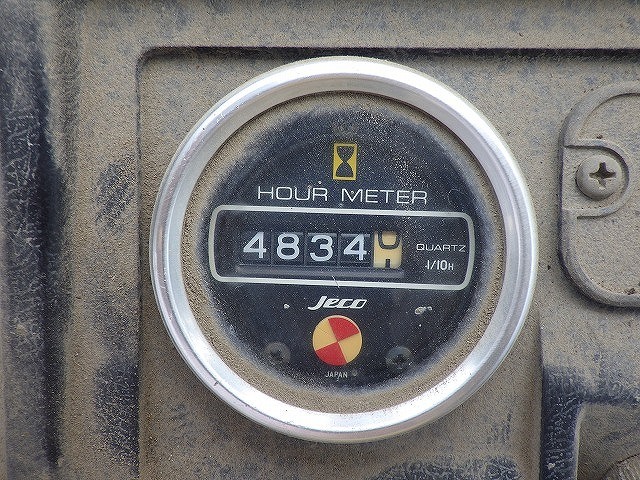 HOUR METER
4834
QUARTZ
1/10H
Jeco
JAPAN